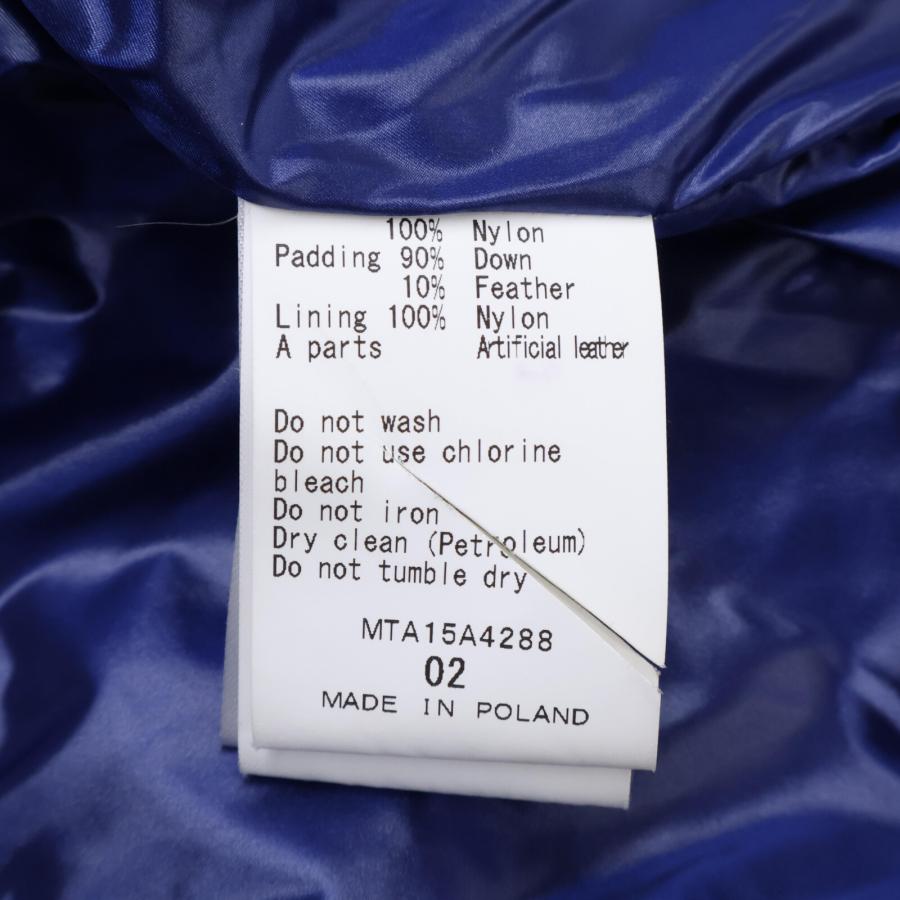 100% Nylon
Padding 90% Down
10% Feather
Lining 100% Nylon
A parts Artificial leather
Do not wash
Do not use chlorine
bleach
Do not iron
Dry clean (Petroleum)
Do not tumble dry
MTA15A4288
02
MADE IN POLAND